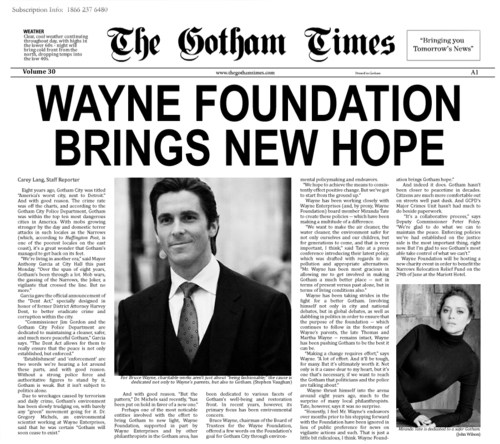 Subscription Info: 1866 237 6480
WEATHER
Clear, cool weather continuing
throughout day, with highs in
the lower 60s - night will
bring cold front from the
north, dropping temps into
the low 40s.
The Gotham Times
"Bringing you
Tomorrow's News"
Volume 30
www.thegothamtimes.com
A1
WAYNE FOUNDATION
BRINGS NEW HOPE
Carey Lang, Staff Reporter
Eight years ago, Gotham City was titled
"America's worst city, next to Detroit."
And with good reason. The crime rate
was off the charts, and according to the
Gotham City Police Department, Gotham
was within the top ten most dangerous
cities in America. With mobs growing
stronger by the day and domestic terror
attacks in such locales as the Narrows
(which, according to Huffington Post, is
one of the poorest locales on the east
coast), it's a great wonder that Gotham's
managed to get back on its feet.
"We're living in another era," said Mayor
Anthony Garcia at City Hall this past
Monday. "Over the span of eight years,
Gotham's been through a lot. Mob wars,
the gassing of the Narrows, the Joker, a
vigilante that crossed the line. But no
more."
Garcia gave the official announcement of
the "Dent Act," specially designed in
honor of former District Attorney Harvey
Dent, to better eradicate crime and
corruption within the city.
"Commissioner Jim Gordon and the
Gotham City Police Department are
dedicated to maintaining a cleaner, safer,
and much more peaceful Gotham," Garcia
says. "The Dent Act allows for them to
really ensure that the peace is not only
established, but enforced."
'Establishment' and 'enforcement' are
two words we're hearing a lot around
these parts, and with good reason.
Without a strong police force and
authoritative figures to stand by it,
Gotham is weak. But it isn't subject to
politics alone.
Due to wreckages caused by terrorism
and daily crime, Gotham's environment
has been slowly trudging on, with hardly
any "green" movement going for it. Dr
Gregory Michels, an environmental
scientist working at Wayne Enterprises,
said that he was certain "Gotham will
soon come to exist"
For Bruce Wayne, charitable works aren't just about "being fashionable," the cause is
dedicated not only to Wayne's parents, but also to Gotham (Stephen Vaughan)
And with good reason. "But the
pattern," Dr Michels said recently, "has
been put on hold in favor of a new one."
Perhaps one of the most noticeable
entities involved with the effort to
bring Gotham to new light, Wayne
Foundation, supported in part by
Wayne Enterprises and by other
philanthropists in the Gotham area, has
been dedicated to various facets of
Gotham's well-being and restoration
but in recent years, however, its
primary focus has been environmental
concern.
Bruce Wayne, chairman of the Board of
Trustees for the Wayne Foundation,
offered a few words on the Foundation's
goal for Gotham City through environ-
mental policymaking and endeavors.
"We hope to achieve the means to consis-
tently effect positive change. But we've got
to start from the ground up."
Wayne has been working closely with
Wayne Enterprises (and, by proxy, Wayne
Foundation) board member Miranda Tate
to create these policies - which have been
making a modicum of a difference.
"We want to make the air cleaner, the
water cleaner, the environment safer for
not only ourselves and our children, but
for generations to come, and that is very
important, I think," said Tate at a press
conference introducing their latest policy,
which was drafted with regards to air
pollution and appropriate alternatives.
"Mr. Wayne has been most gracious in
allowing me to get involved in making
Gotham a much better place - not in
terms of present versus past alone, but in
terms of living conditions also."
Wayne has been taking strides in the
fight for a better Gotham. Involving
himself not only in city and national
debates, but in global debates, as well as
dabbling in politics in order to ensure that
the purpose of the foundation – which
continues to follow in the footsteps of
Wayne's parents, the late Thomas and
Martha Wayne – remains intact, Wayne
has been pushing Gotham to be the best it
can be.
"Making a change requires effort," says
Wayne. "A lot of effort. And it'll be tough,
for many. But it's ultimately worth it. Not
only is it a cause dear to my heart, but it's
one that's necessary, if we want to reach
the Gotham that politicians and the police
are talking about."
Wayne thrust himself into the arena
around eight years ago, much to the
surprise of many local philanthropists.
Tate, however, says it was no surprise.
"Honestly, I feel Mr. Wayne's endeavors
over months prior to his stepping forward
with the Foundation have been ignored in
lieu of public preference for news on
vigilante actions and such. That is just a
little bit ridiculous, I think. Wayne Found-
ation brings Gotham hope."
And indeed it does. Gotham hasn't
been closer to peacetime in decades.
Citizens are much more comfortable out
on streets well past dusk. And GCPD's
Major Crimes Unit hasn't had much to
do beside paperwork.
"It's a collaborative process," says
Deputy Commissioner Peter Foley.
"We're glad to do what we can to
maintain the peace. Enforcing policies
we've had established on the justice
side is the most important thing, right
now. But I'm glad to see Gotham's most
able take control of what we can't."
Wayne Foundation will be hosting a
new charity event in order to benefit the
Narrows Relocation Relief Fund on the
29th of June at the Marriot Hotel.
Miranda Tate is dedicated to a safer Gotham
(John Wilson)